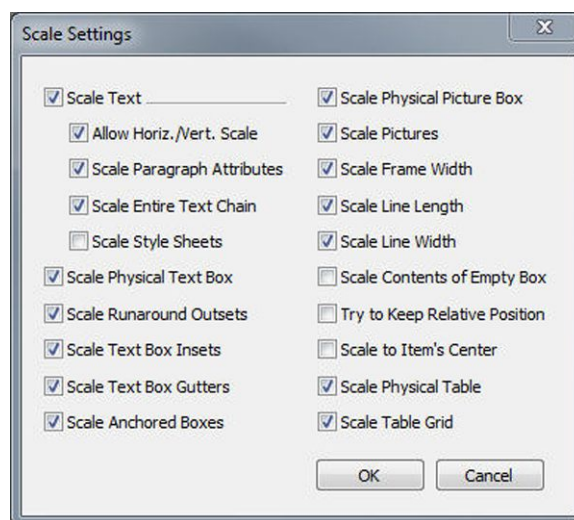 Scale Settings
Scale Text
Allow Horiz./Vert. Scale
Scale Paragraph Attributes
Scale Entire Text Chain
Scale Style Sheets
Scale Physical Text Box
Scale Runaround Outsets
Scale Text Box Insets
Scale Text Box Gutters
Scale Anchored Boxes
Scale Physical Picture Box
Scale Pictures
Scale Frame Width
Scale Line Length
Scale Line Width
Scale Contents of Empty Box
Try to Keep Relative Position
Scale to Item's Center
Scale Physical Table
Scale Table Grid
OK
Cancel